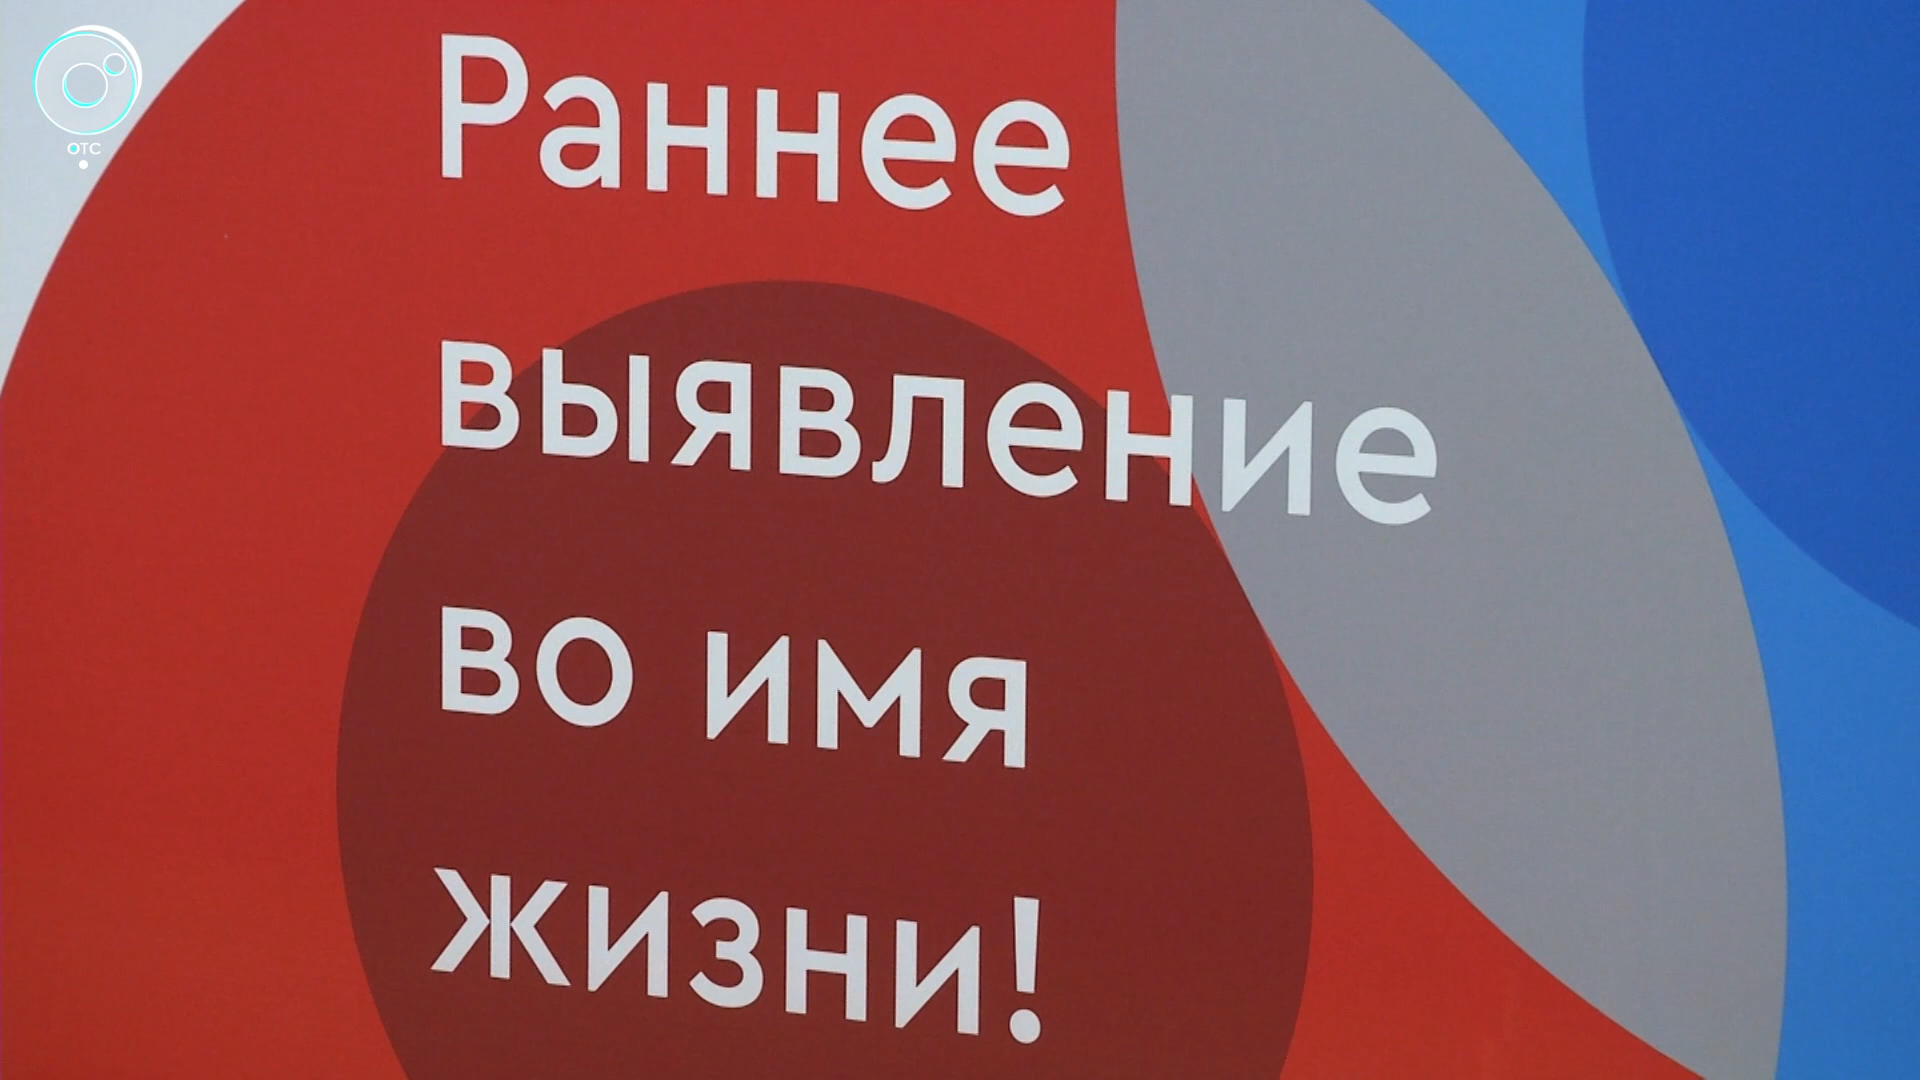 ОТС
Раннее
выявление
во имя
жизни!